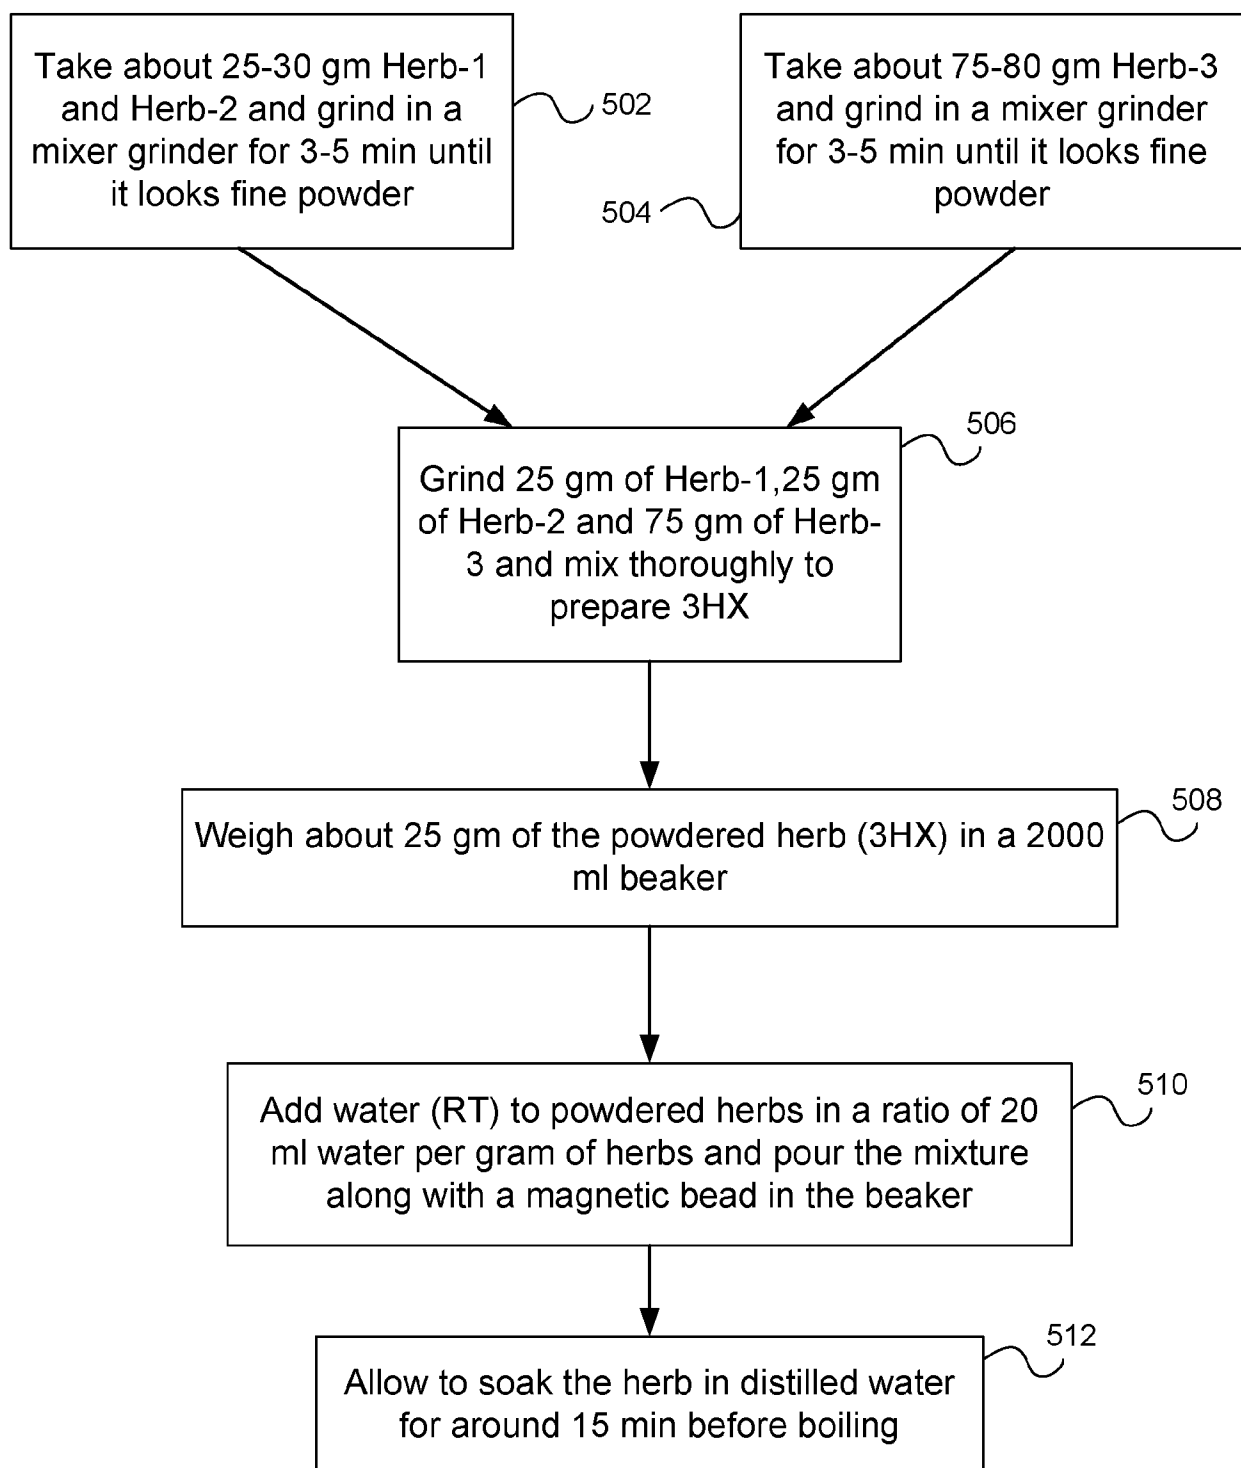 Take about 25-30 gm Herb-1
and Herb-2 and grind in a
mixer grinder for 3-5 min until
it looks fine powder
502
Take about 75-80 gm Herb-3
and grind in a mixer grinder
for 3-5 min until it looks fine
powder
504
506
Grind 25 gm of Herb-1,25 gm
of Herb-2 and 75 gm of Herb-
3 and mix thoroughly to
prepare 3HX
508
Weigh about 25 gm of the powdered herb (3HX) in a 2000
ml beaker
510
Add water (RT) to powdered herbs in a ratio of 20
ml water per gram of herbs and pour the mixture
along with a magnetic bead in the beaker
512
Allow to soak the herb in distilled water
for around 15 min before boiling